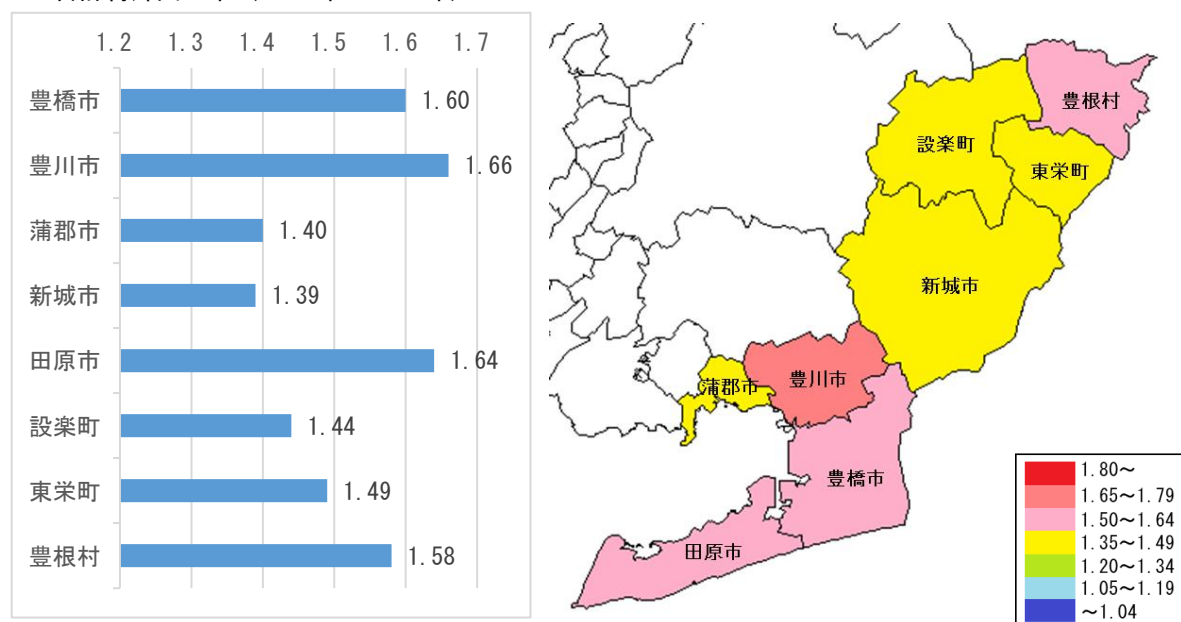 1.2 1.3 1.4 1.5 1.6 1.7
豊橋市 1.60
豊川市 1.66
蒲郡市 1.40
新城市 1.39
田原市 1.64
設楽町 1.44
東栄町 1.49
豊根村 1.58
豊根村
設楽町
東栄町
新城市
豊川市
蒲郡市
豊橋市
田原市
1.80～
1.65～1.79
1.50～1.64
1.35～1.49
1.20～1.34
1.05～1.19
～1.04